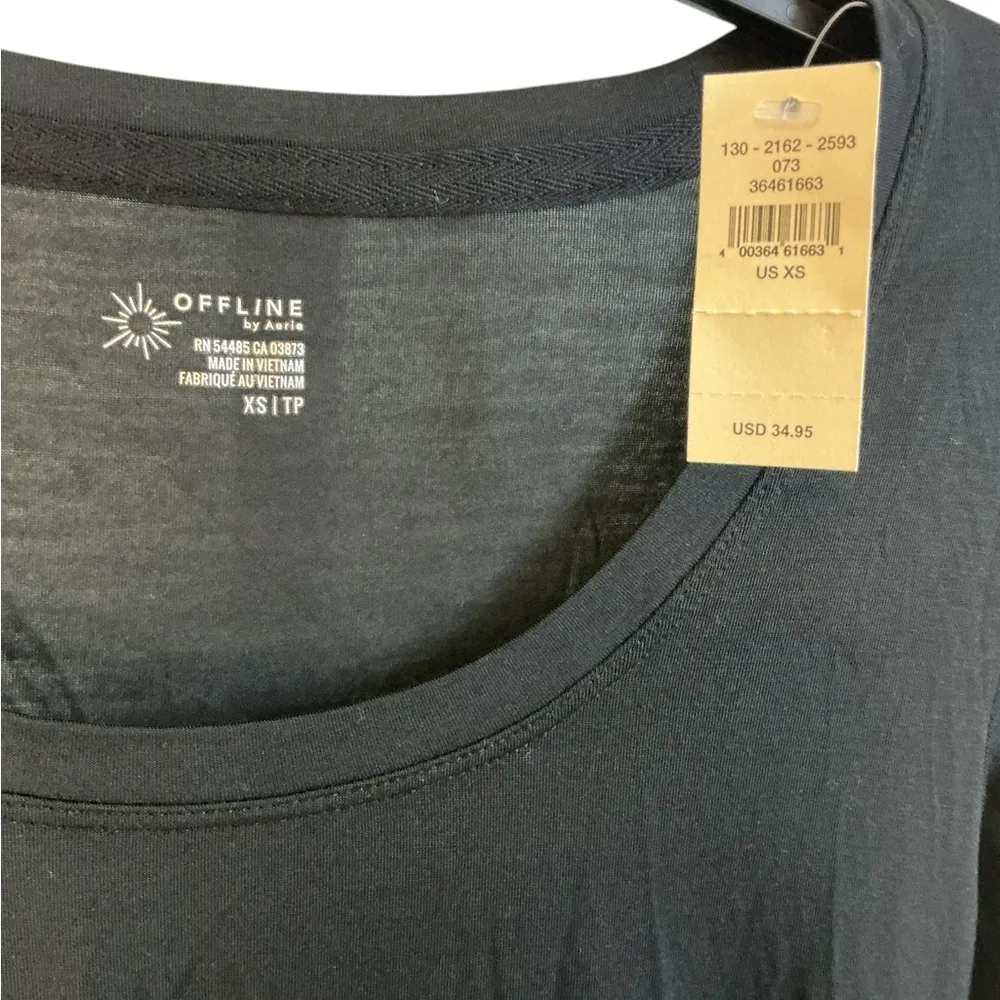 130 - 2162 - 2593
073
36461663
4 00364 61663 1
US XS
USD 34.95
OFFLINE
by Aerie
RN 54485 CA 03873
MADE IN VIETNAM
FABRIQUÉ AU VIETNAM
XS | TP